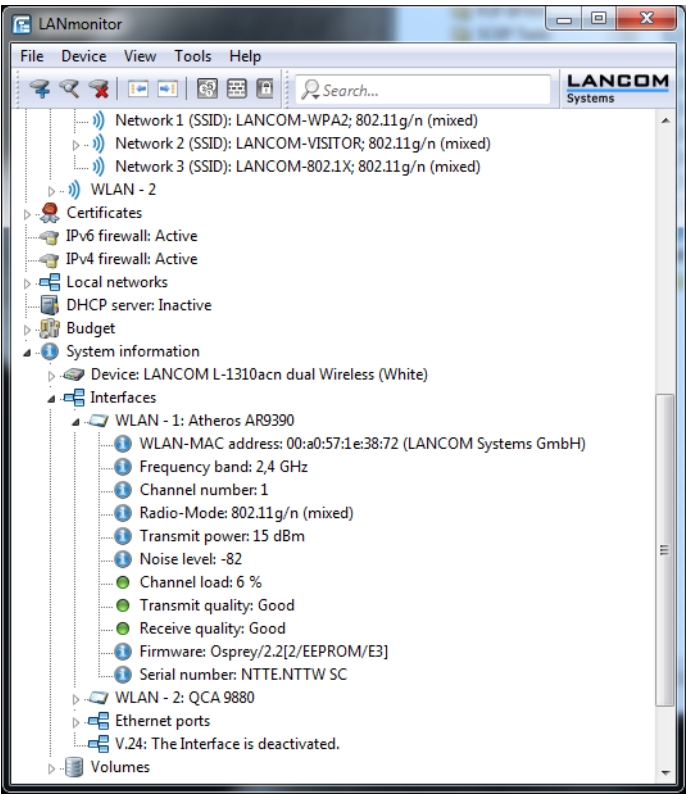 LANmonitor
File Device View Tools Help
Search...
LANCOM
Systems
Network 1 (SSID): LANCOM-WPA2; 802.11g/n (mixed)
Network 2 (SSID): LANCOM-VISITOR; 802.11g/n (mixed)
Network 3 (SSID): LANCOM-802.1X; 802.11g/n (mixed)
WLAN - 2
Certificates
IPv6 firewall: Active
IPv4 firewall: Active
Local networks
DHCP server: Inactive
Budget
System information
Device: LANCOM L-1310acn dual Wireless (White)
Interfaces
WLAN - 1: Atheros AR9390
WLAN-MAC address: 00:a0:57:1e:38:72 (LANCOM Systems GmbH)
Frequency band: 2,4 GHz
Channel number: 1
Radio-Mode: 802.11g/n (mixed)
Transmit power: 15 dBm
Noise level: -82
Channel load: 6 %
Transmit quality: Good
Receive quality: Good
Firmware: Osprey/2.2[2/EEPROM/E3]
Serial number: NTTE.NTTW SC
WLAN - 2: QCA 9880
Ethernet ports
V.24: The Interface is deactivated.
Volumes